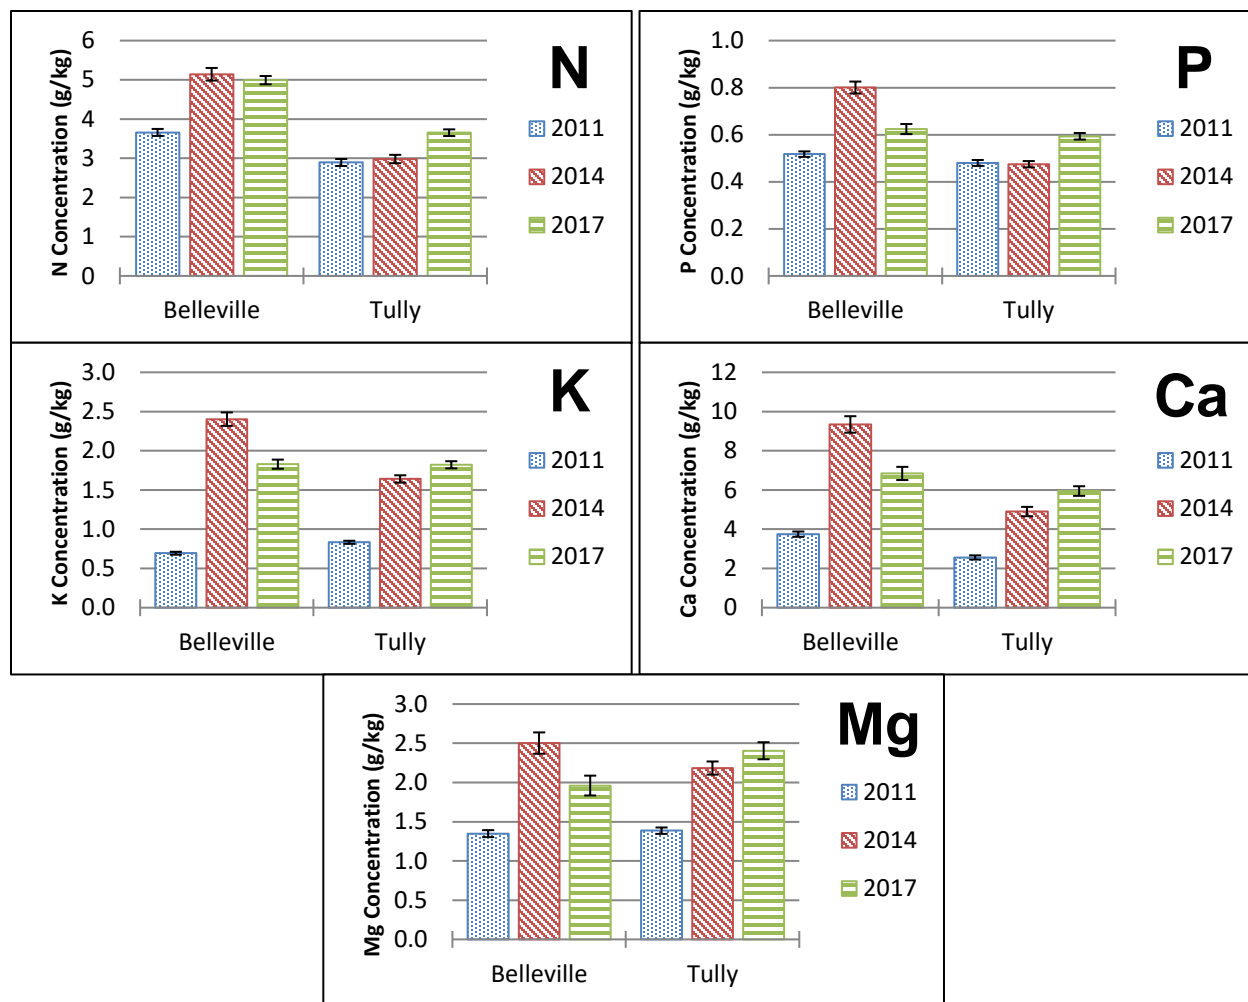 N
N Concentration (g/kg)
6
5
4
3
2
1
0
Belleville
Tully
2011
2014
2017
P
P Concentration (g/kg)
1.0
0.8
0.6
0.4
0.2
0.0
Belleville
Tully
2011
2014
2017
K
K Concentration (g/kg)
3.0
2.5
2.0
1.5
1.0
0.5
0.0
Belleville
Tully
2011
2014
2017
Ca
Ca Concentration (g/kg)
12
10
8
6
4
2
0
Belleville
Tully
2011
2014
2017
Mg
Mg Concentration (g/kg)
3.0
2.5
2.0
1.5
1.0
0.5
0.0
Belleville
Tully
2011
2014
2017